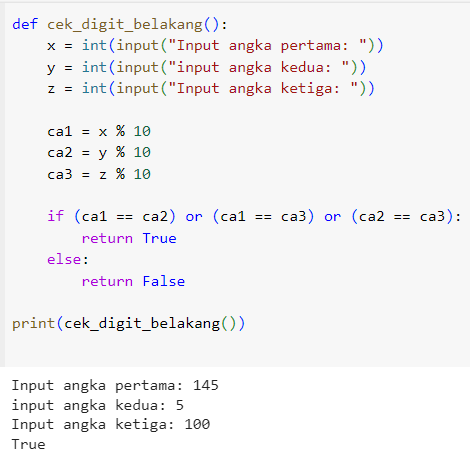 def cek_digit_belakang():
    x = int(input("Input angka pertama: "))
    y = int(input("input angka kedua: "))
    z = int(input("Input angka ketiga: "))

    ca1 = x % 10
    ca2 = y % 10
    ca3 = z % 10

    if (ca1 == ca2) or (ca1 == ca3) or (ca2 == ca3):
        return True
    else:
        return False

print(cek_digit_belakang())

Input angka pertama: 145
input angka kedua: 5
Input angka ketiga: 100
True